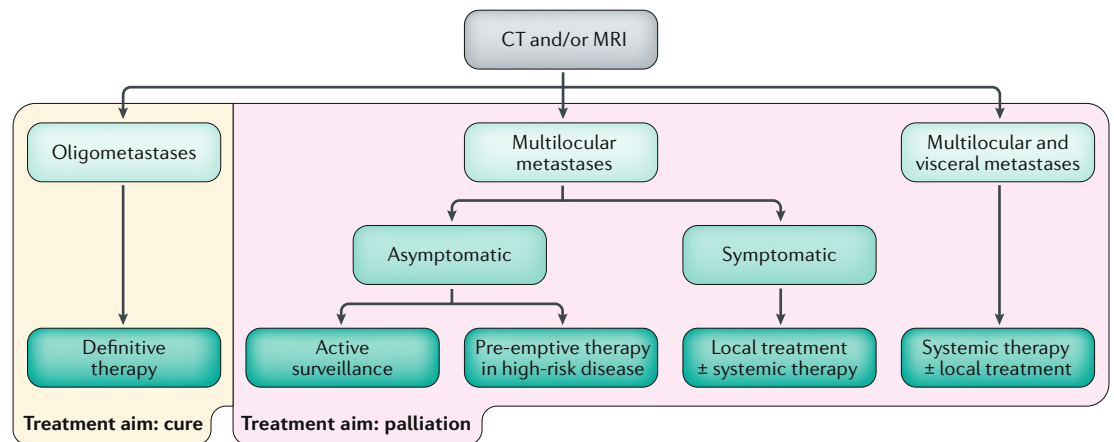 CT and/or MRI
Oligometastases
Multilocular
metastases
Multilocular and
visceral metastases
Asymptomatic
Symptomatic
Definitive
therapy
Active
surveillance
Pre-emptive therapy
in high-risk disease
Local treatment
± systemic therapy
Systemic therapy
± local treatment
Treatment aim: cure
Treatment aim: palliation